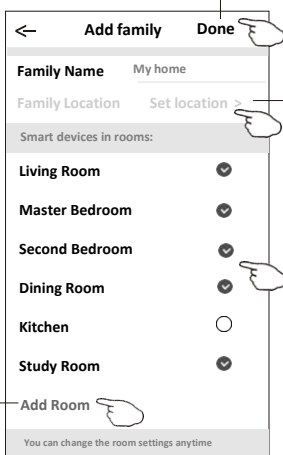 <- Add family Done
Family Name My home
Family Location Set location >
Smart devices in rooms:
Living Room
Master Bedroom
Second Bedroom
Dining Room
Kitchen
Study Room
Add Room
You can change the room settings anytime